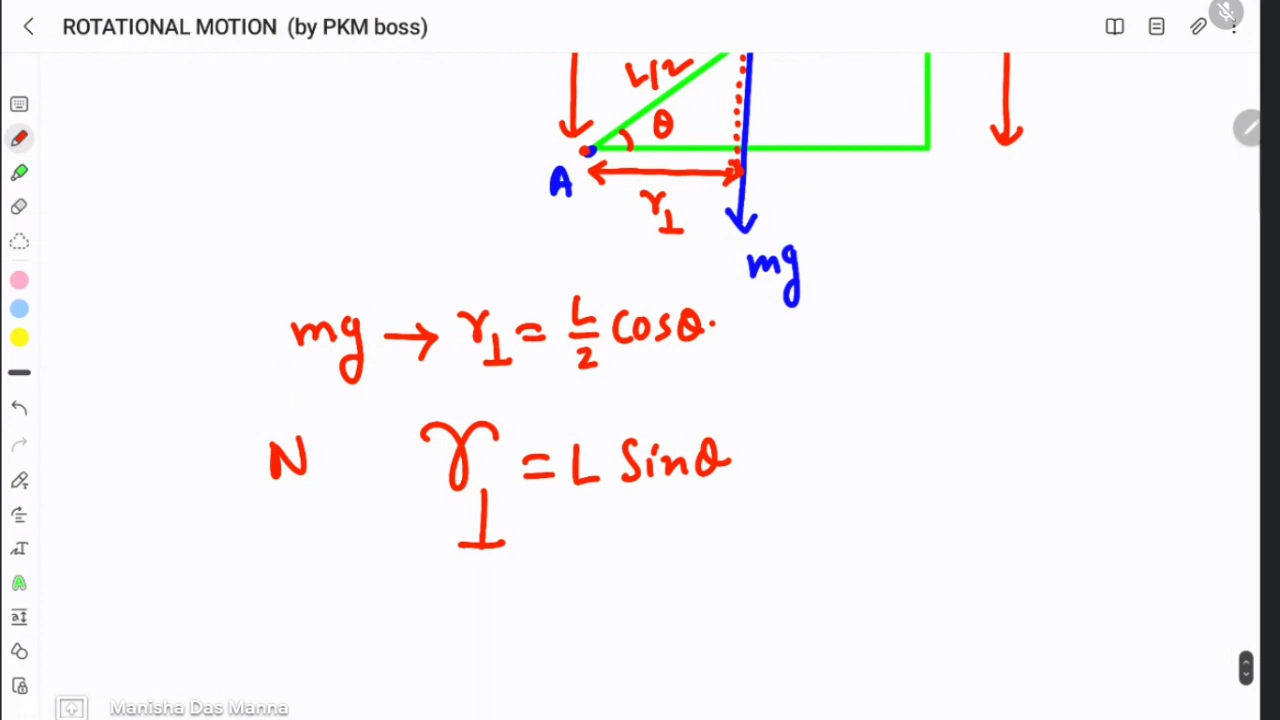 ROTATIONAL MOTION (by PKM boss)
L/2
θ
A
r⊥
mg
mg → r⊥ = L/2 cosθ.
N r⊥ = L Sinθ
Manisha Das Manna